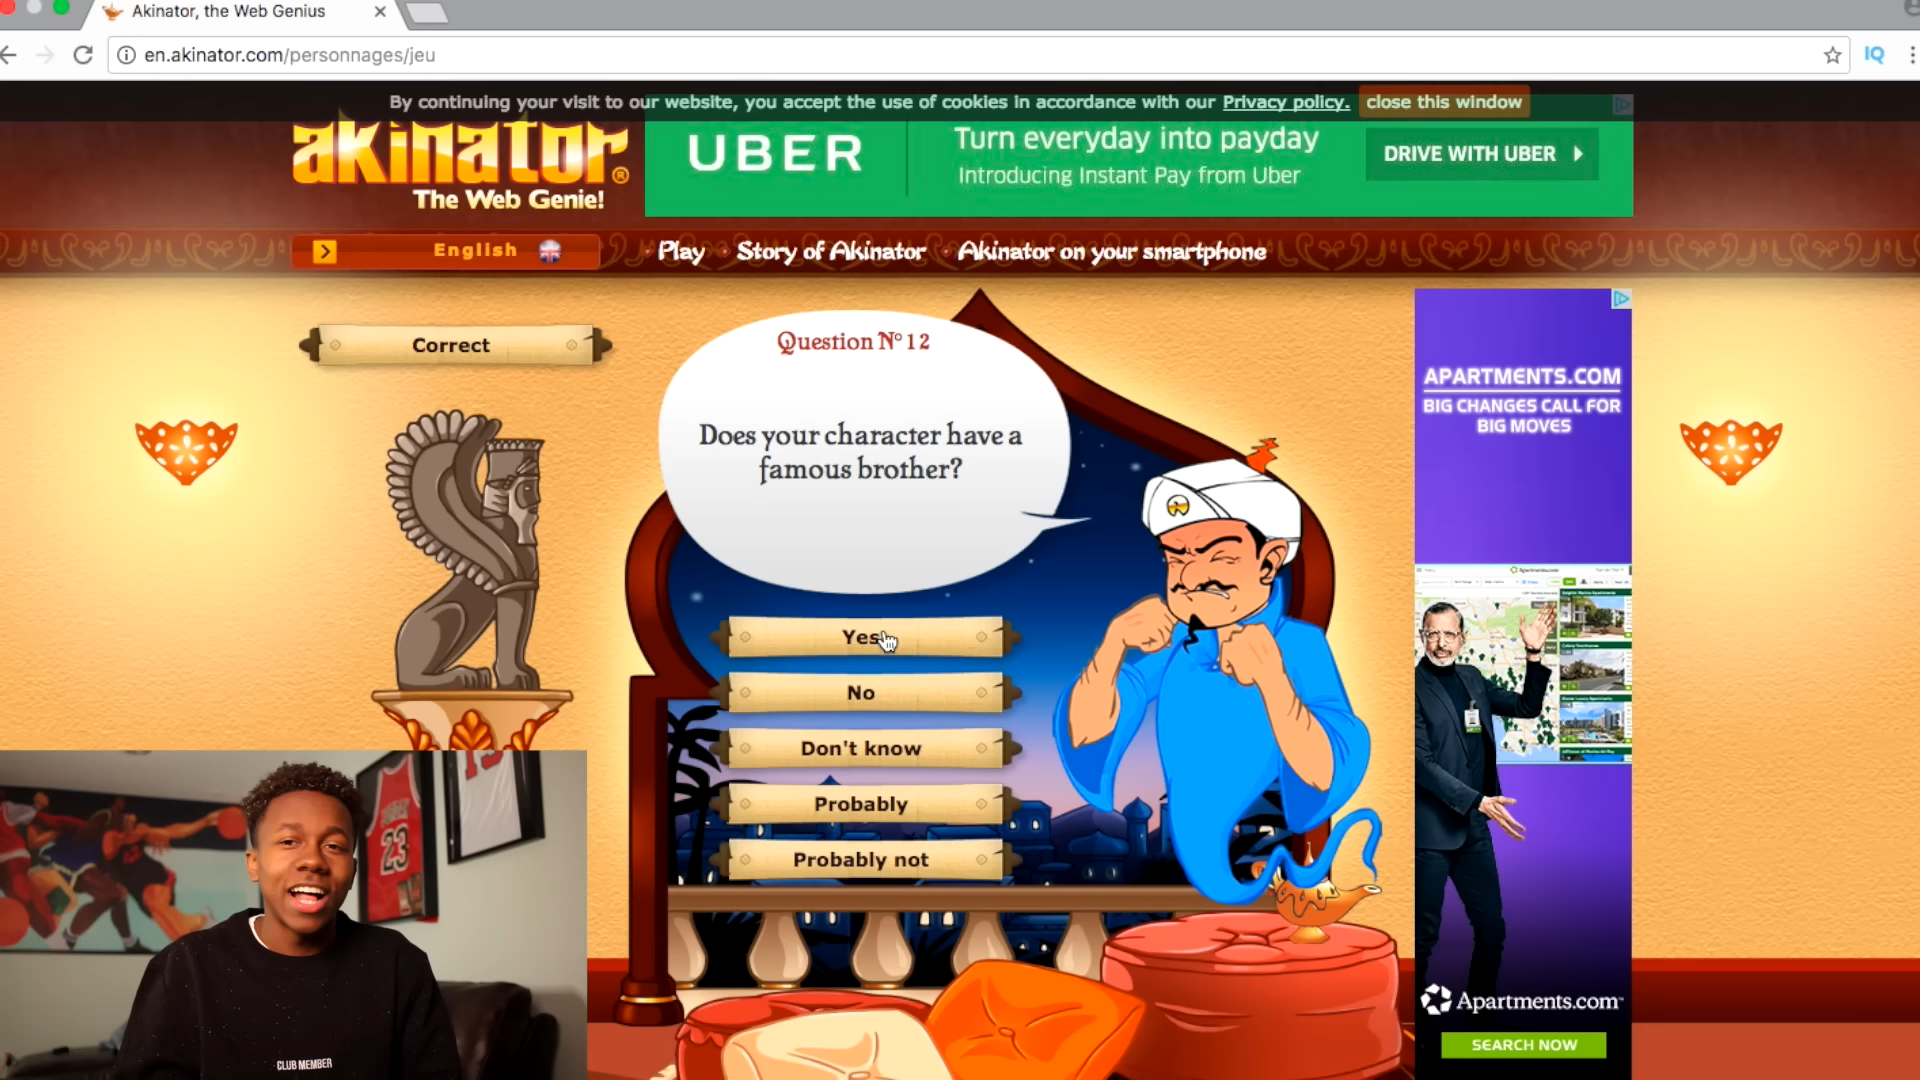 Akinator, the Web Genius
en.akinator.com/personnages/jeu
IQ
By continuing your visit to our website, you accept the use of cookies in accordance with our Privacy policy. close this window
akinator®
The Web Genie!
UBER
Turn everyday into payday
Introducing Instant Pay from Uber
DRIVE WITH UBER
English
Play
Story of Akinator
Akinator on your smartphone
Correct
Question N° 12
Does your character have a
famous brother?
Yes
No
Don't know
Probably
Probably not
APARTMENTS.COM
BIG CHANGES CALL FOR
BIG MOVES
Apartments.com
SEARCH NOW
23
CLUB MEMBER